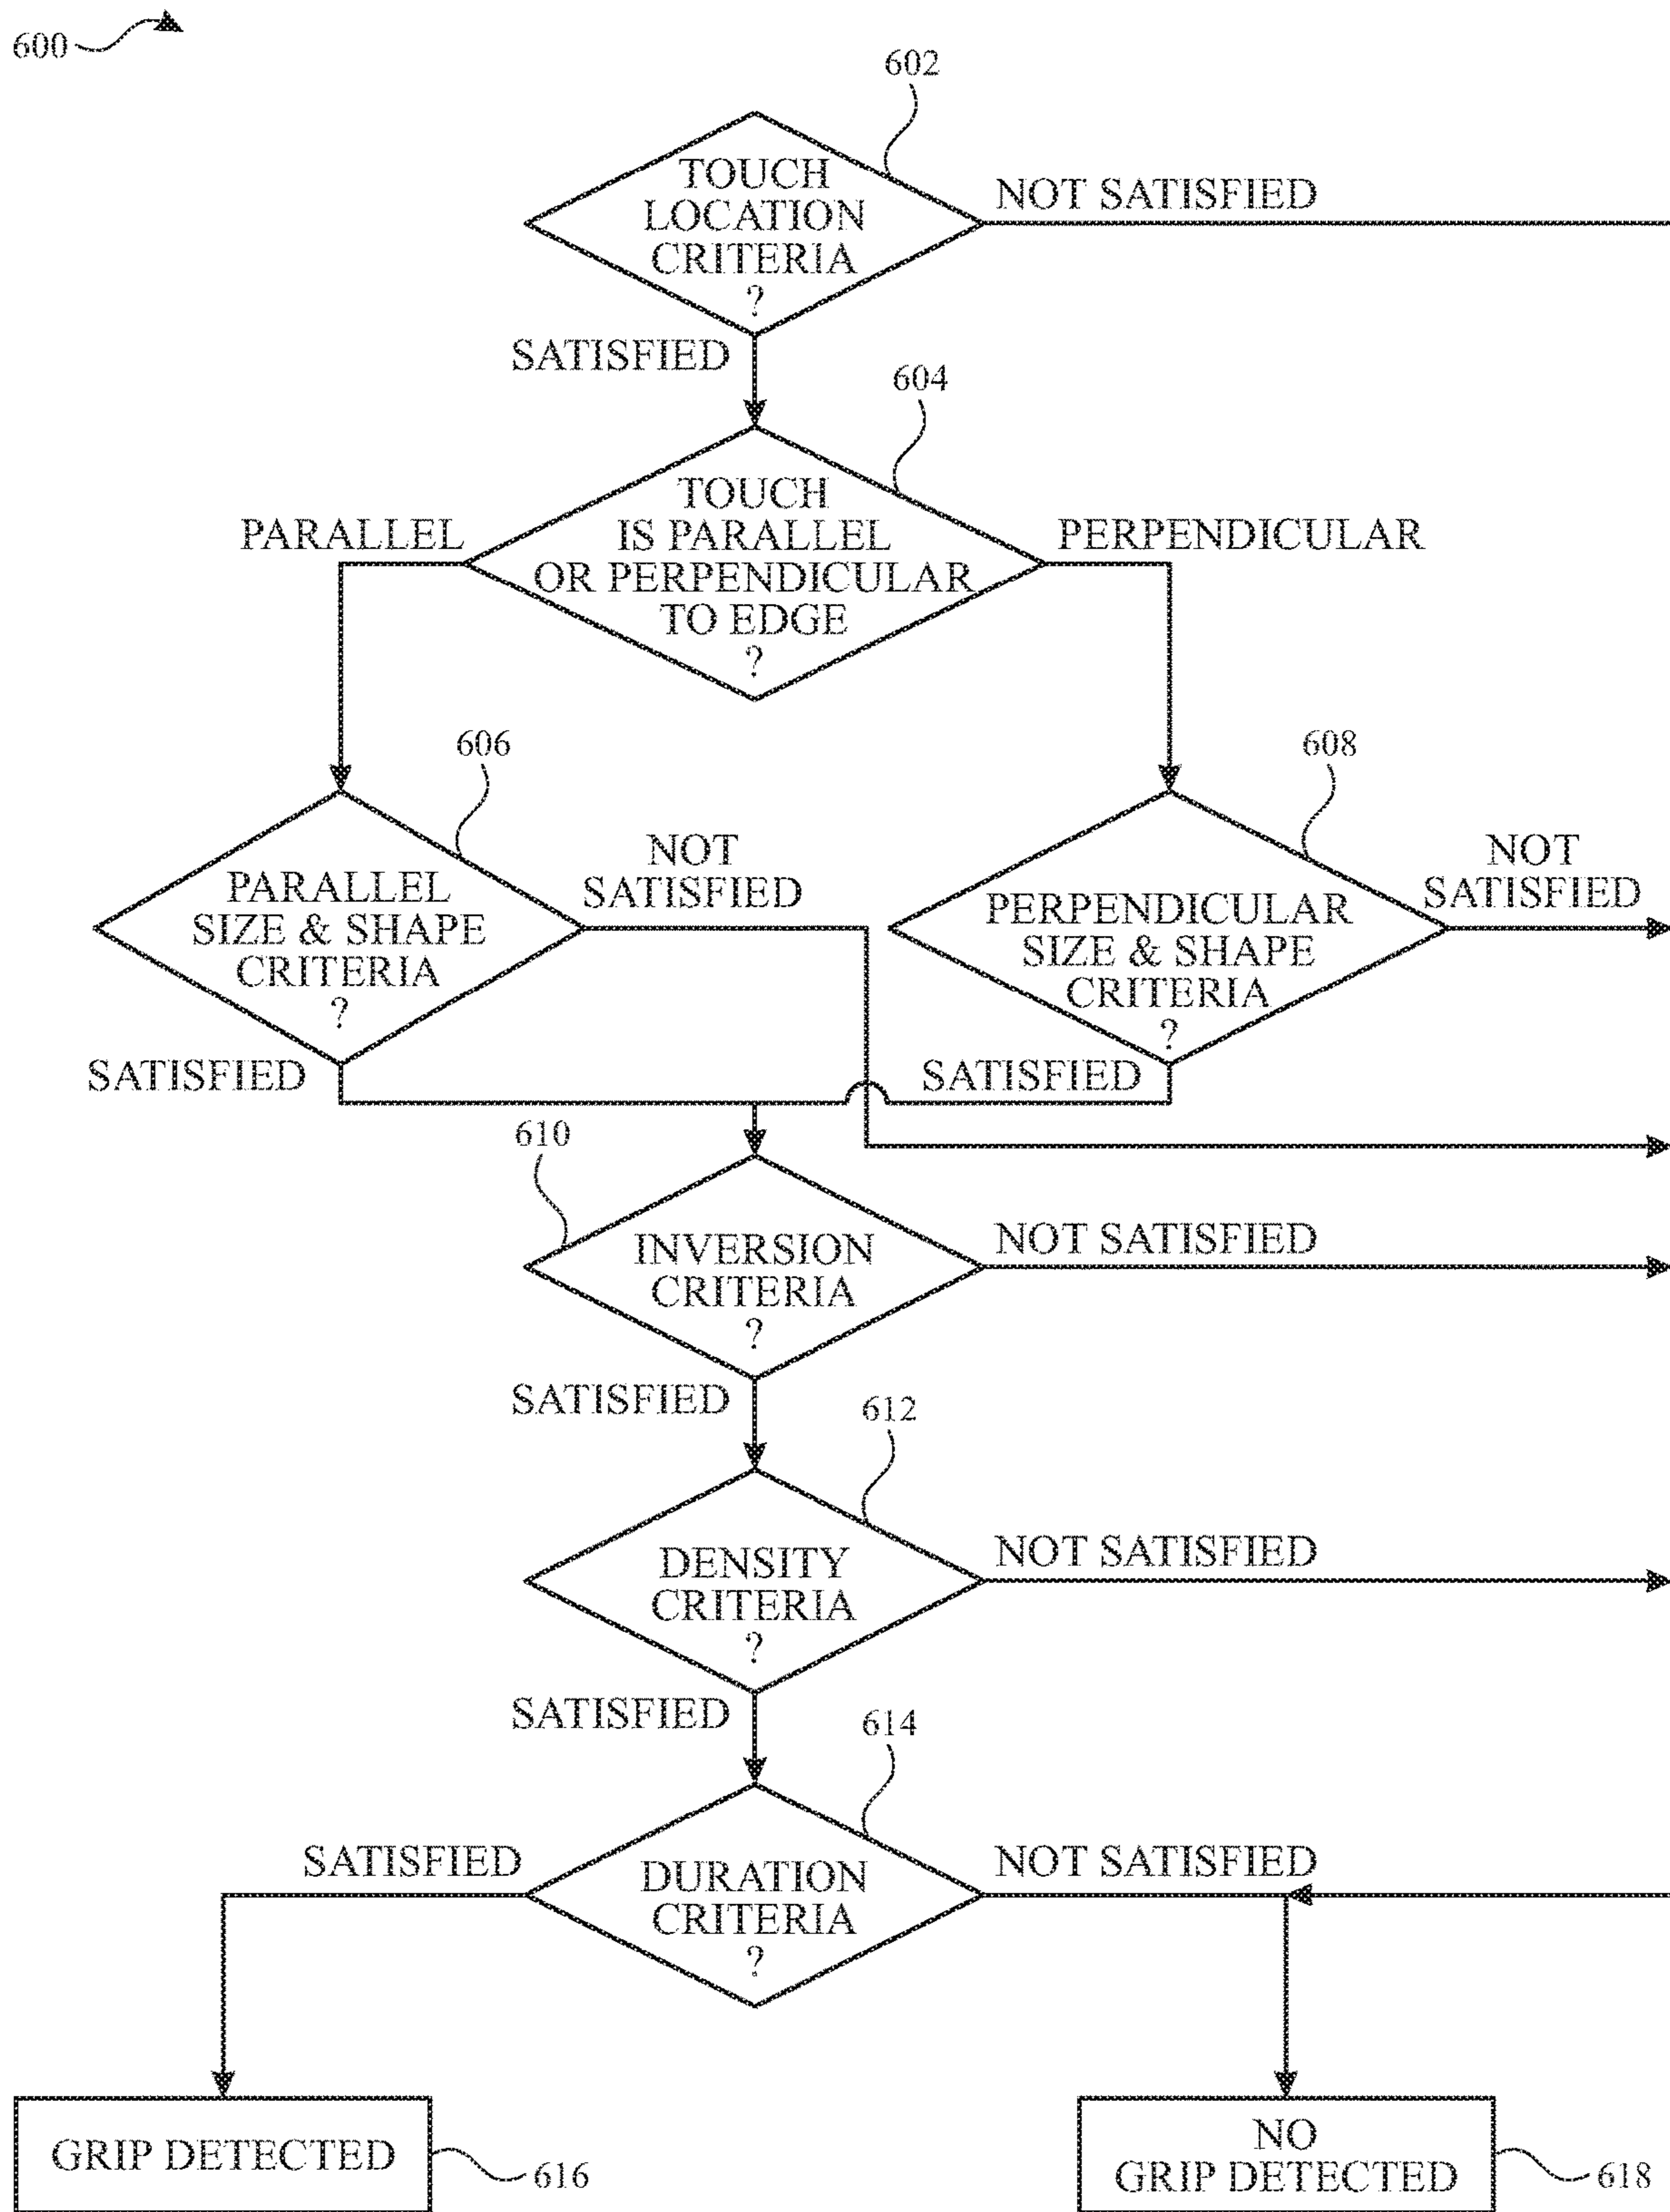 600
602
TOUCH
LOCATION
CRITERIA
?
NOT SATISFIED
SATISFIED
604
TOUCH
IS PARALLEL
OR PERPENDICULAR
TO EDGE
?
PARALLEL
PERPENDICULAR
606
PARALLEL
SIZE & SHAPE
CRITERIA
?
NOT
SATISFIED
SATISFIED
608
PERPENDICULAR
SIZE & SHAPE
CRITERIA
?
NOT
SATISFIED
SATISFIED
610
INVERSION
CRITERIA
?
NOT SATISFIED
SATISFIED
612
DENSITY
CRITERIA
?
NOT SATISFIED
SATISFIED
614
DURATION
CRITERIA
?
SATISFIED
NOT SATISFIED
GRIP DETECTED
616
NO
GRIP DETECTED
618